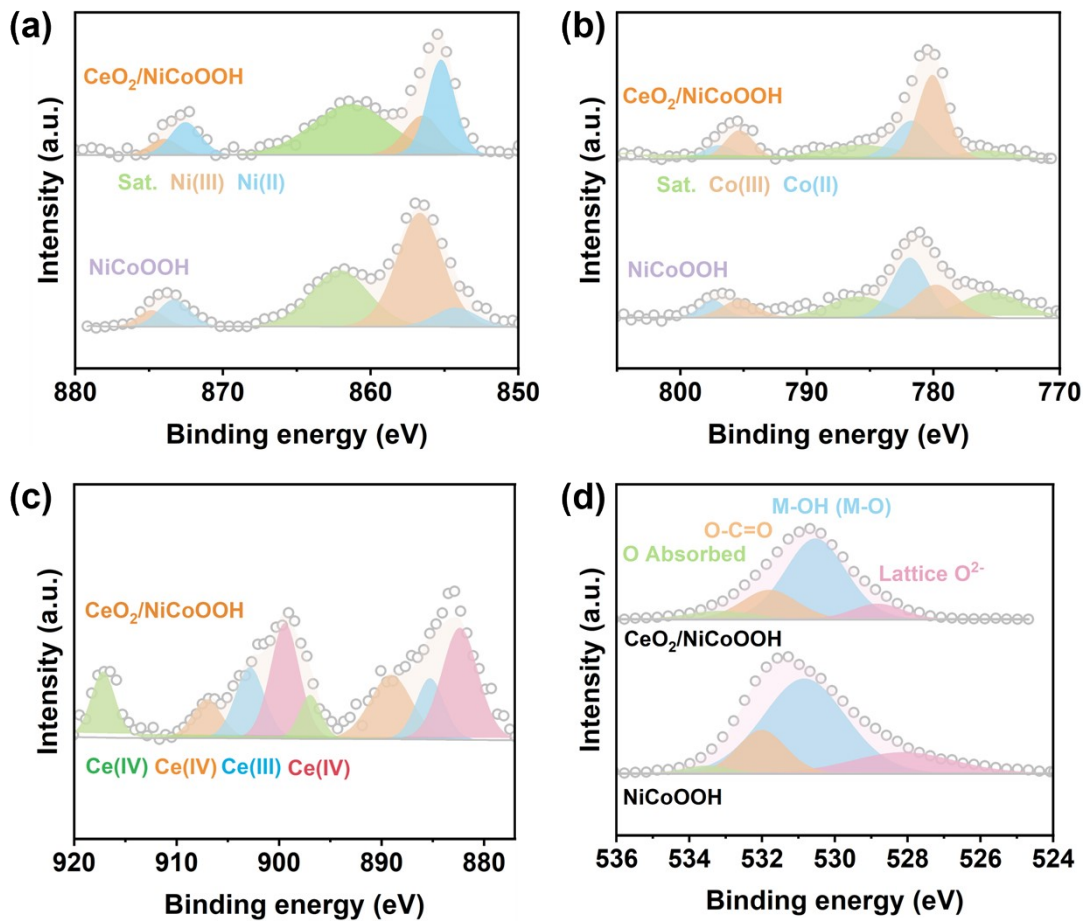 (a)
Intensity (a.u.)
CeO₂/NiCoOOH
Sat. Ni(III) Ni(II)
NiCoOOH
880 870 860 850
Binding energy (eV)
(b)
Intensity (a.u.)
CeO₂/NiCoOOH
Sat. Co(III) Co(II)
NiCoOOH
800 790 780 770
Binding energy (eV)
(c)
Intensity (a.u.)
CeO₂/NiCoOOH
Ce(IV) Ce(IV) Ce(III) Ce(IV)
920 910 900 890 880
Binding energy (eV)
(d)
Intensity (a.u.)
M-OH (M-O)
O-C=O
O Absorbed
Lattice O²⁻
CeO₂/NiCoOOH
NiCoOOH
536 534 532 530 528 526 524
Binding energy (eV)